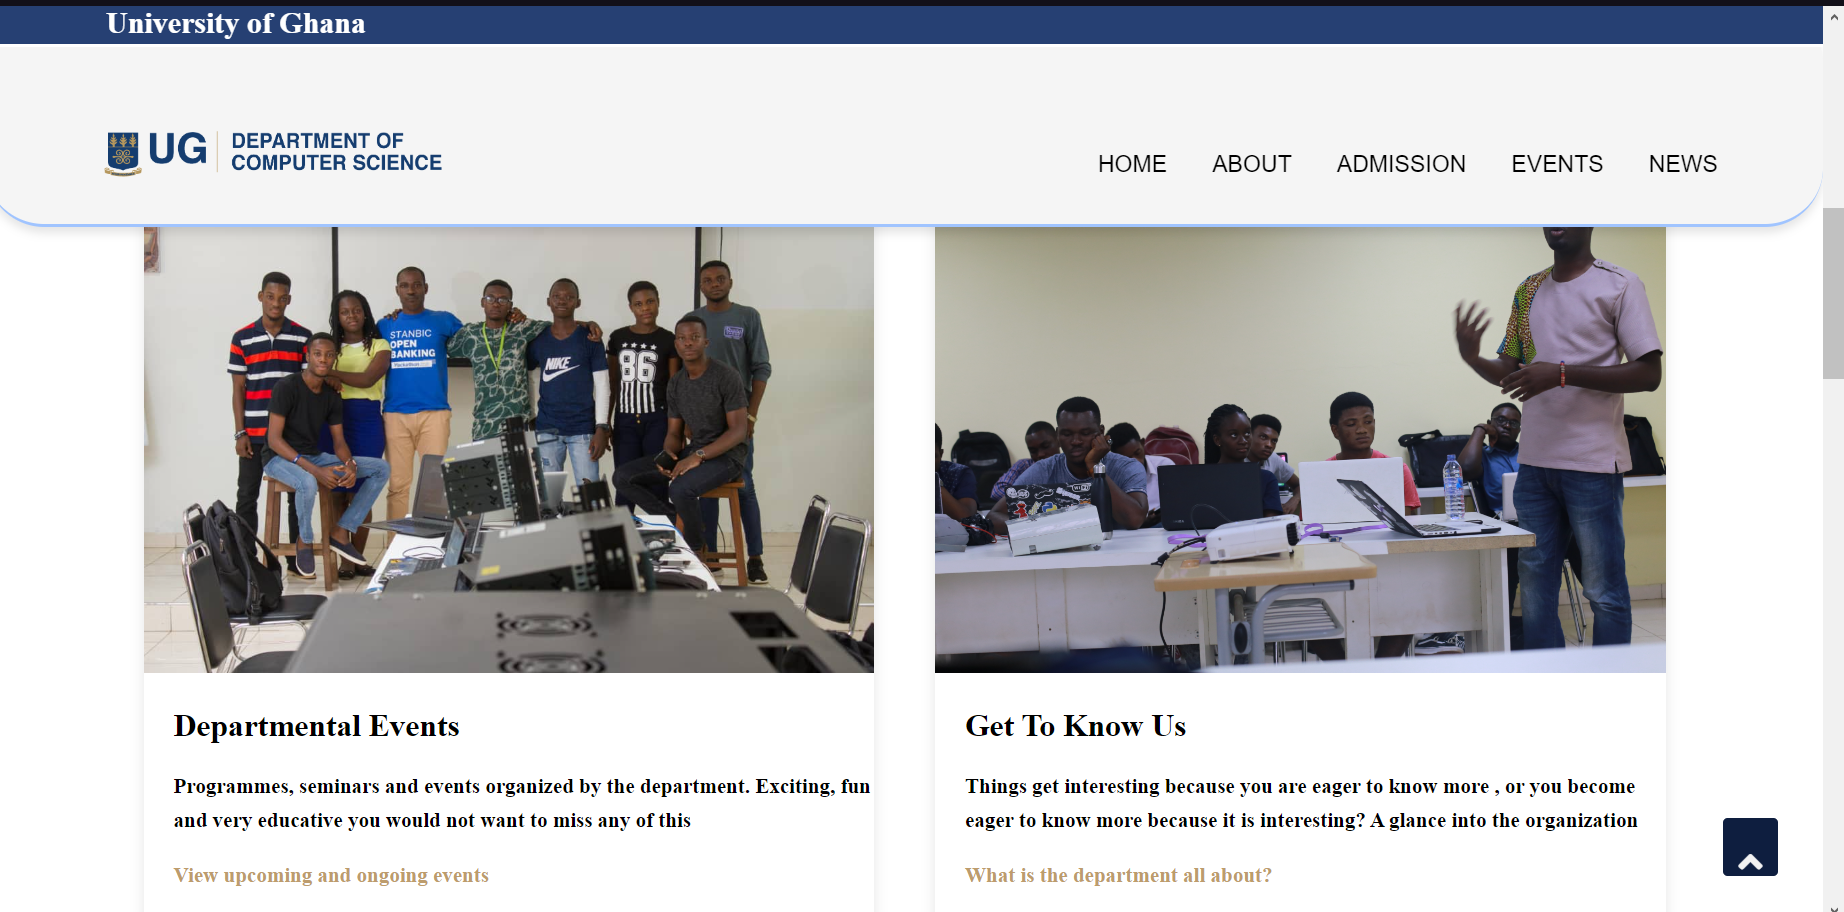 University of Ghana
UG
DEPARTMENT OF
COMPUTER SCIENCE
HOME
ABOUT
ADMISSION
EVENTS
NEWS
STANBIC
OPEN
BANKING
NIKE
86
Departmental Events
Programmes, seminars and events organized by the department. Exciting, fun
and very educative you would not want to miss any of this
View upcoming and ongoing events
Get To Know Us
Things get interesting because you are eager to know more , or you become
eager to know more because it is interesting? A glance into the organization
What is the department all about?